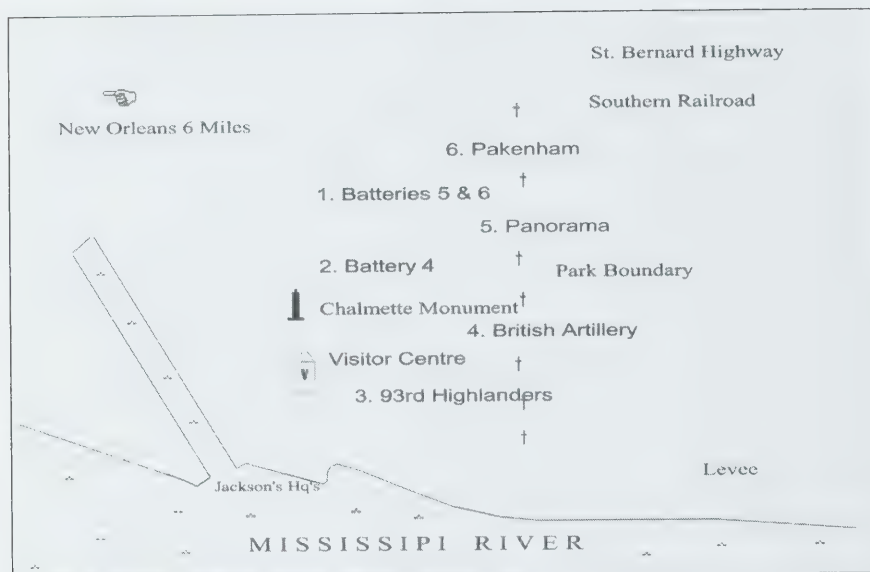 St. Bernard Highway
Southern Railroad
New Orleans 6 Miles
6. Pakenham
1. Batteries 5 & 6
5. Panorama
2. Battery 4
Park Boundary
Chalmette Monument
4. British Artillery
Visitor Centre
3. 93rd Highlanders
Levee
Jackson's Hq's
MISSISSIPI RIVER